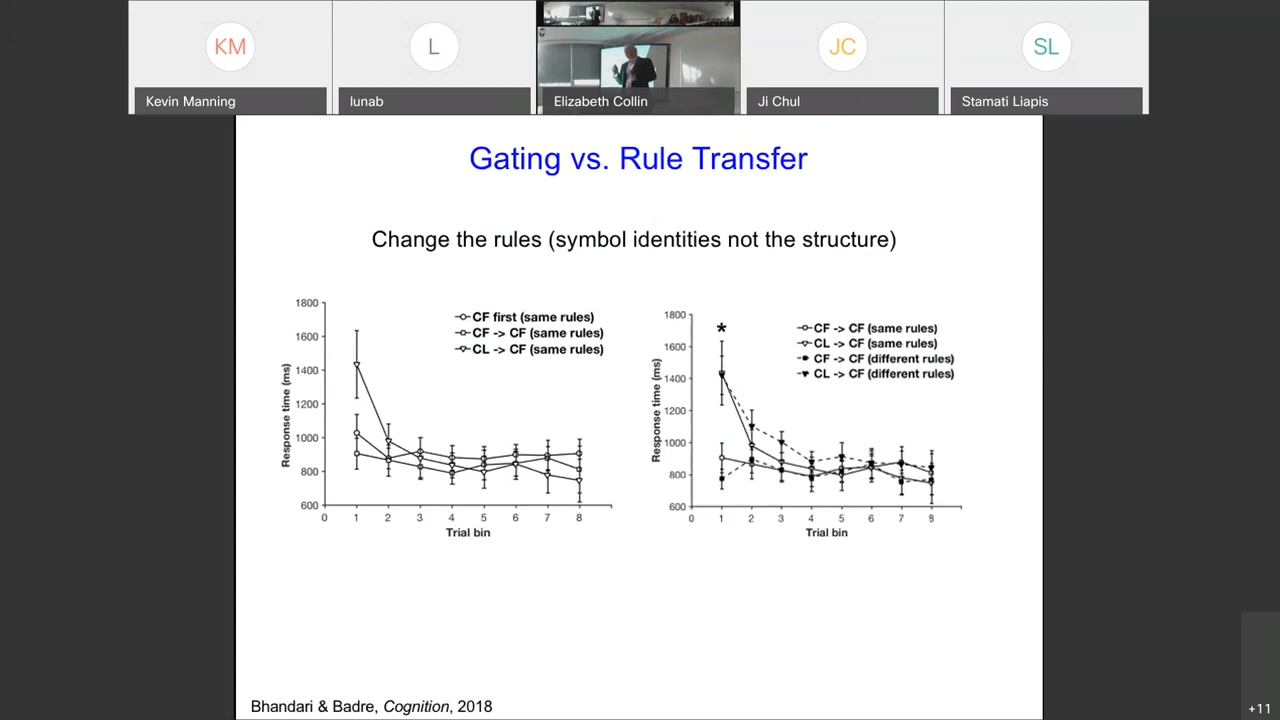 KM
L
JC
SL
Kevin Manning
lunab
Elizabeth Collin
Ji Chul
Stamati Liapis
Gating vs. Rule Transfer
Change the rules (symbol identities not the structure)
1800
1600
1400
1200
1000
800
600
0 1 2 3 4 5 6 7 8
Response time (ms)
Trial bin
CF first (same rules)
CF -> CF (same rules)
CL -> CF (same rules)
1800
1600
1400
1200
1000
800
600
0 1 2 3 4 5 6 7 8
Response time (ms)
Trial bin
*
CF -> CF (same rules)
CL -> CF (same rules)
CF -> CF (different rules)
CL -> CF (different rules)
Bhandari & Badre, Cognition, 2018
+11